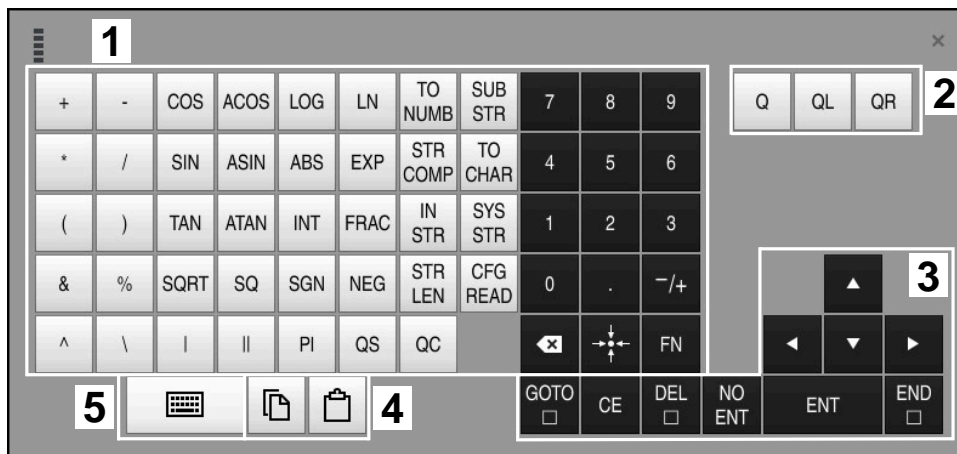 1
×
+ - COS ACOS LOG LN TO NUMB SUB STR 7 8 9 Q QL QR 2
* / SIN ASIN ABS EXP STR COMP TO CHAR 4 5 6
( ) TAN ATAN INT FRAC IN STR SYS STR 1 2 3
& % SQRT SQ SGN NEG STR LEN CFG READ 0 . −/+ 3
^ \ | || PI QS QC FN
5 4 GOTO □ CE DEL □ NO ENT ENT END □